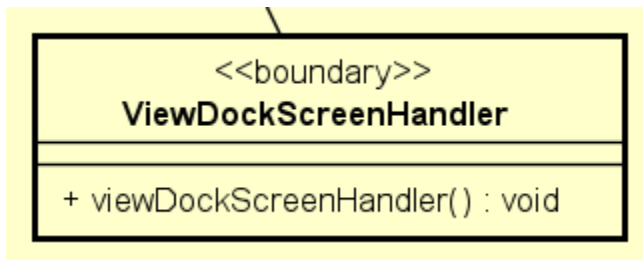 <<boundary>>
ViewDockScreenHandler
+ viewDockScreenHandler() : void